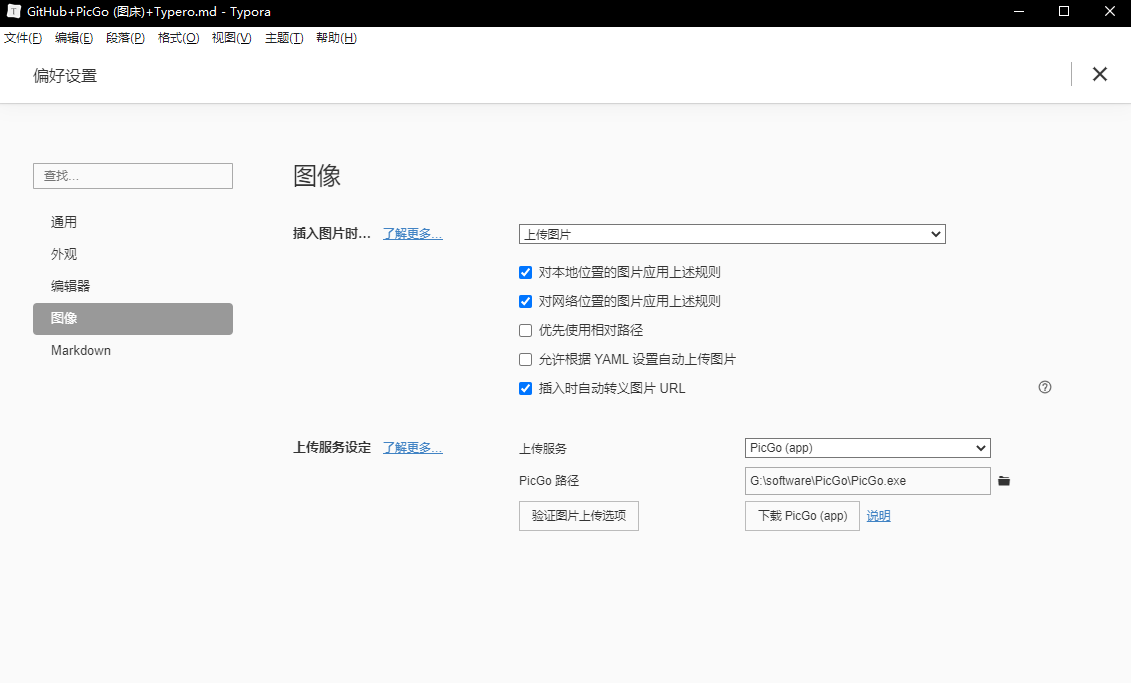 GitHub+PicGo (图床)+Typero.md - Typora
文件(F) 编辑(E) 段落(P) 格式(O) 视图(V) 主题(T) 帮助(H)
偏好设置
查找...
通用
外观
编辑器
图像
Markdown
图像
插入图片时... 了解更多... 上传图片
对本地位置的图片应用上述规则
对网络位置的图片应用上述规则
优先使用相对路径
允许根据 YAML 设置自动上传图片
插入时自动转义图片 URL
上传服务设定 了解更多... 上传服务 PicGo (app)
PicGo 路径 G:\software\PicGo\PicGo.exe
验证图片上传选项 下载 PicGo (app) 说明